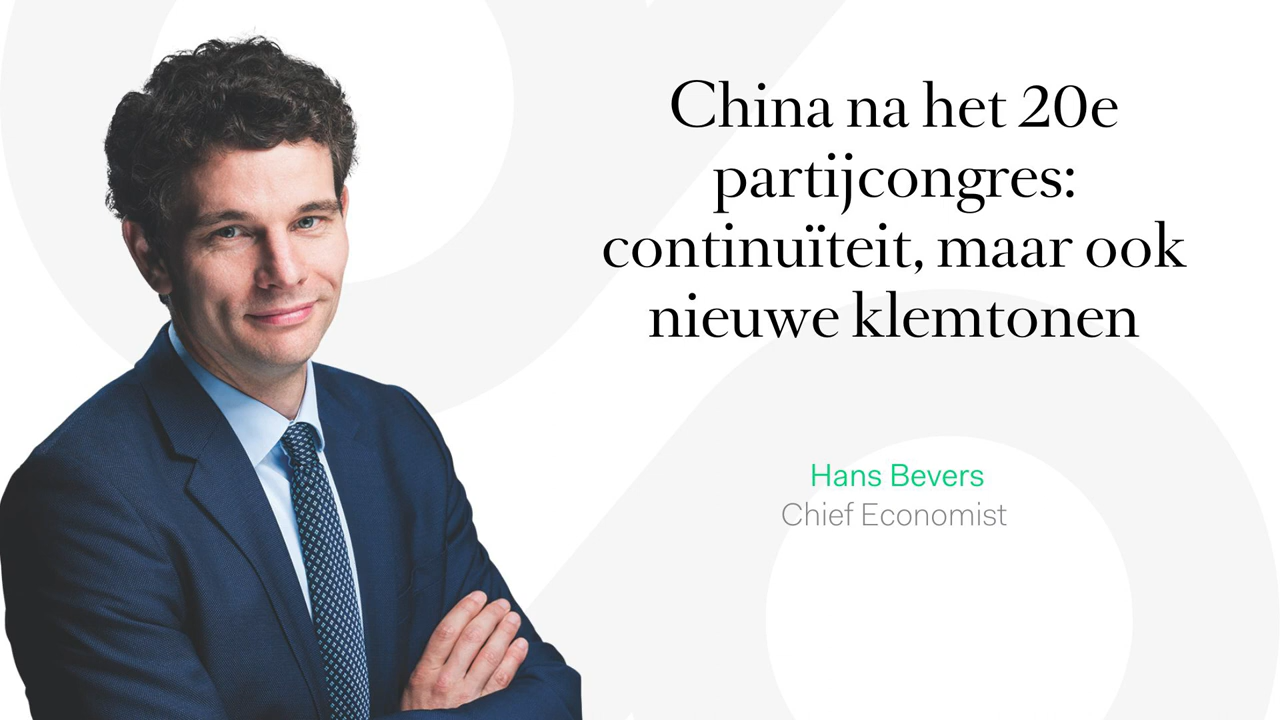 China na het 20e
partijcongres:
continuïteit, maar ook
nieuwe klemtonen
Hans Bevers
Chief Economist